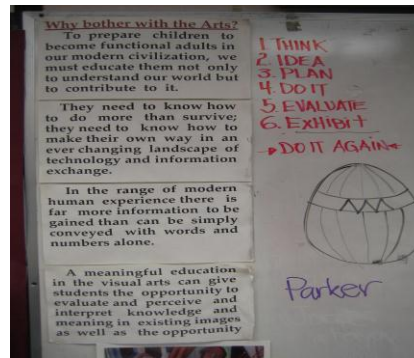 Why bother with the Arts?
To prepare children to
become functional adults in
our modern civilization, we
must educate them not only
to understand our world but
to contribute to it.
They need to know how
to do more than survive;
they need to know how to
make their own way in an
ever changing landscape of
technology and information
exchange.
In the range of modern
human experience there is
far more information to be
gained than can be simply
conveyed with words and
numbers alone.
A meaningful education
in the visual arts can give
students the opportunity to
evaluate and perceive and
interpret knowledge and
meaning in existing images
as well as the opportunity
1. THINK
2. IDEA
3. PLAN
4. DO IT
5. EVALUATE
6. EXHIBIT
DO IT AGAIN
Parker